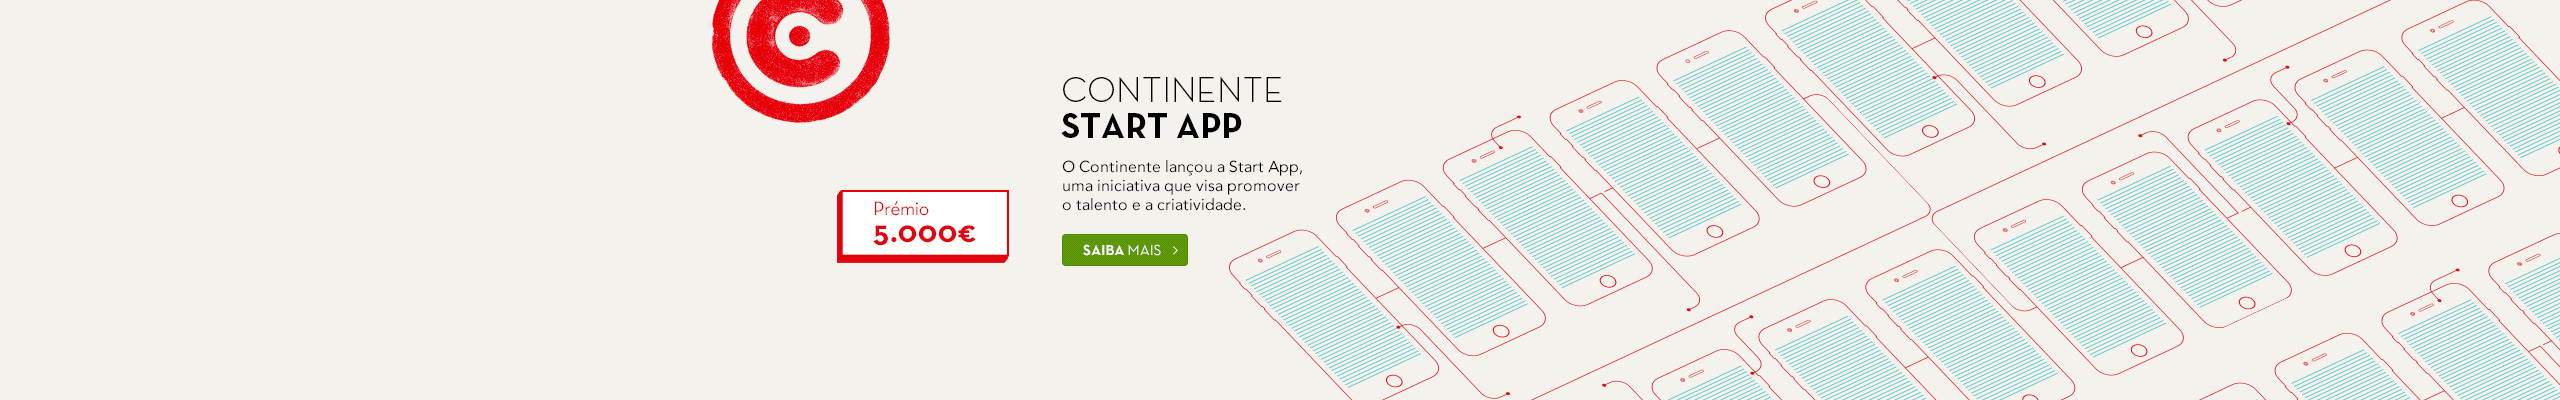 CONTINENTE
START APP
O Continente lançou a Start App,
uma iniciativa que visa promover
o talento e a criatividade.
Prémio
5.000€
SAIBA MAIS >